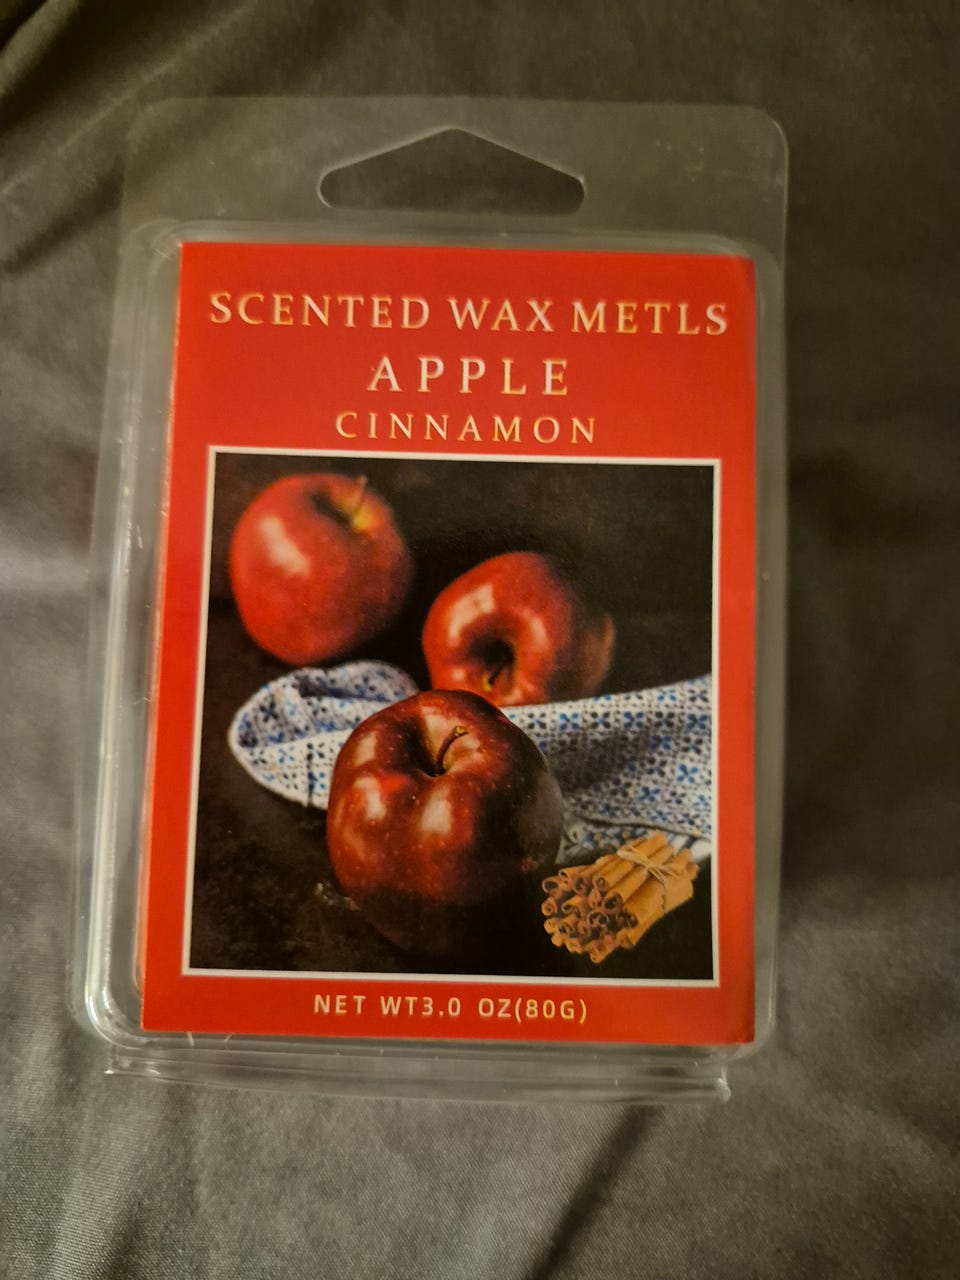 SCENTED WAX METLS
APPLE
CINNAMON
NET WT3.0 OZ(80G)